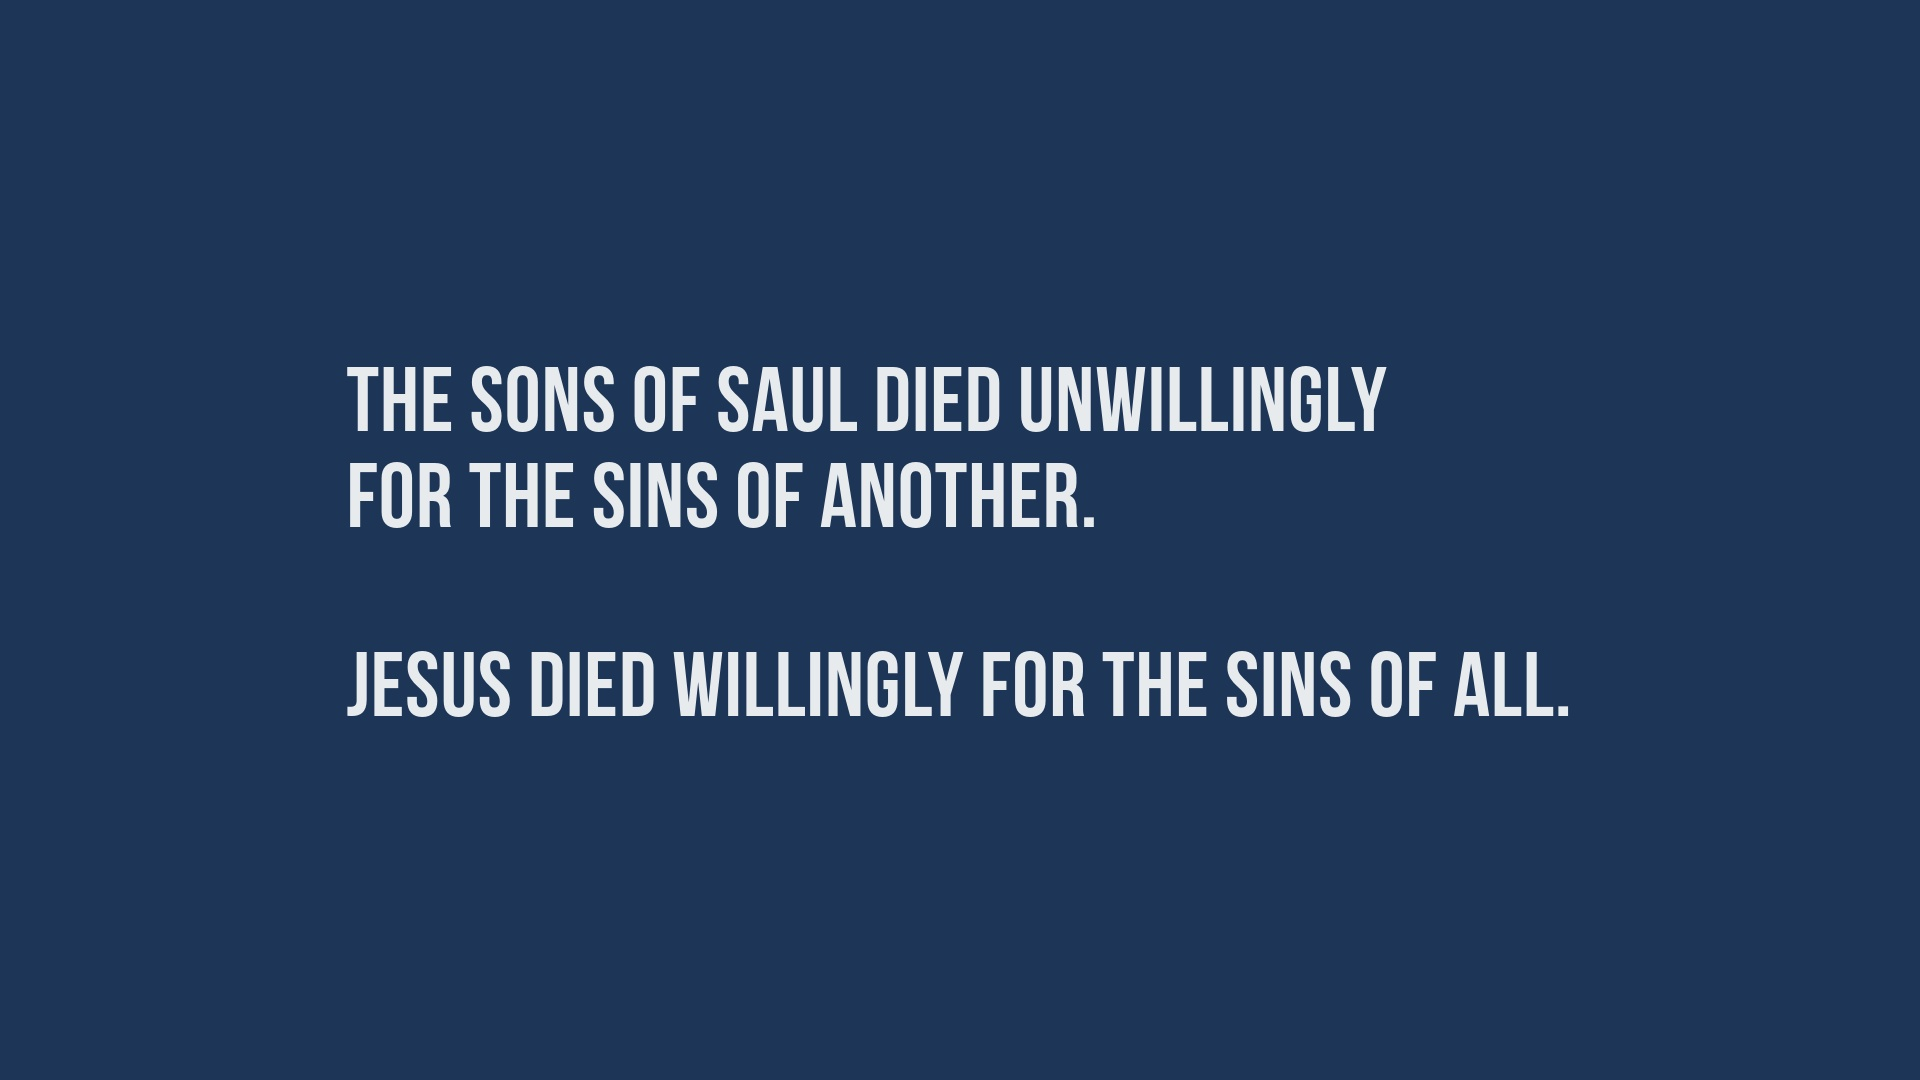 THE SONS OF SAUL DIED UNWILLINGLY
FOR THE SINS OF ANOTHER.
JESUS DIED WILLINGLY FOR THE SINS OF ALL.